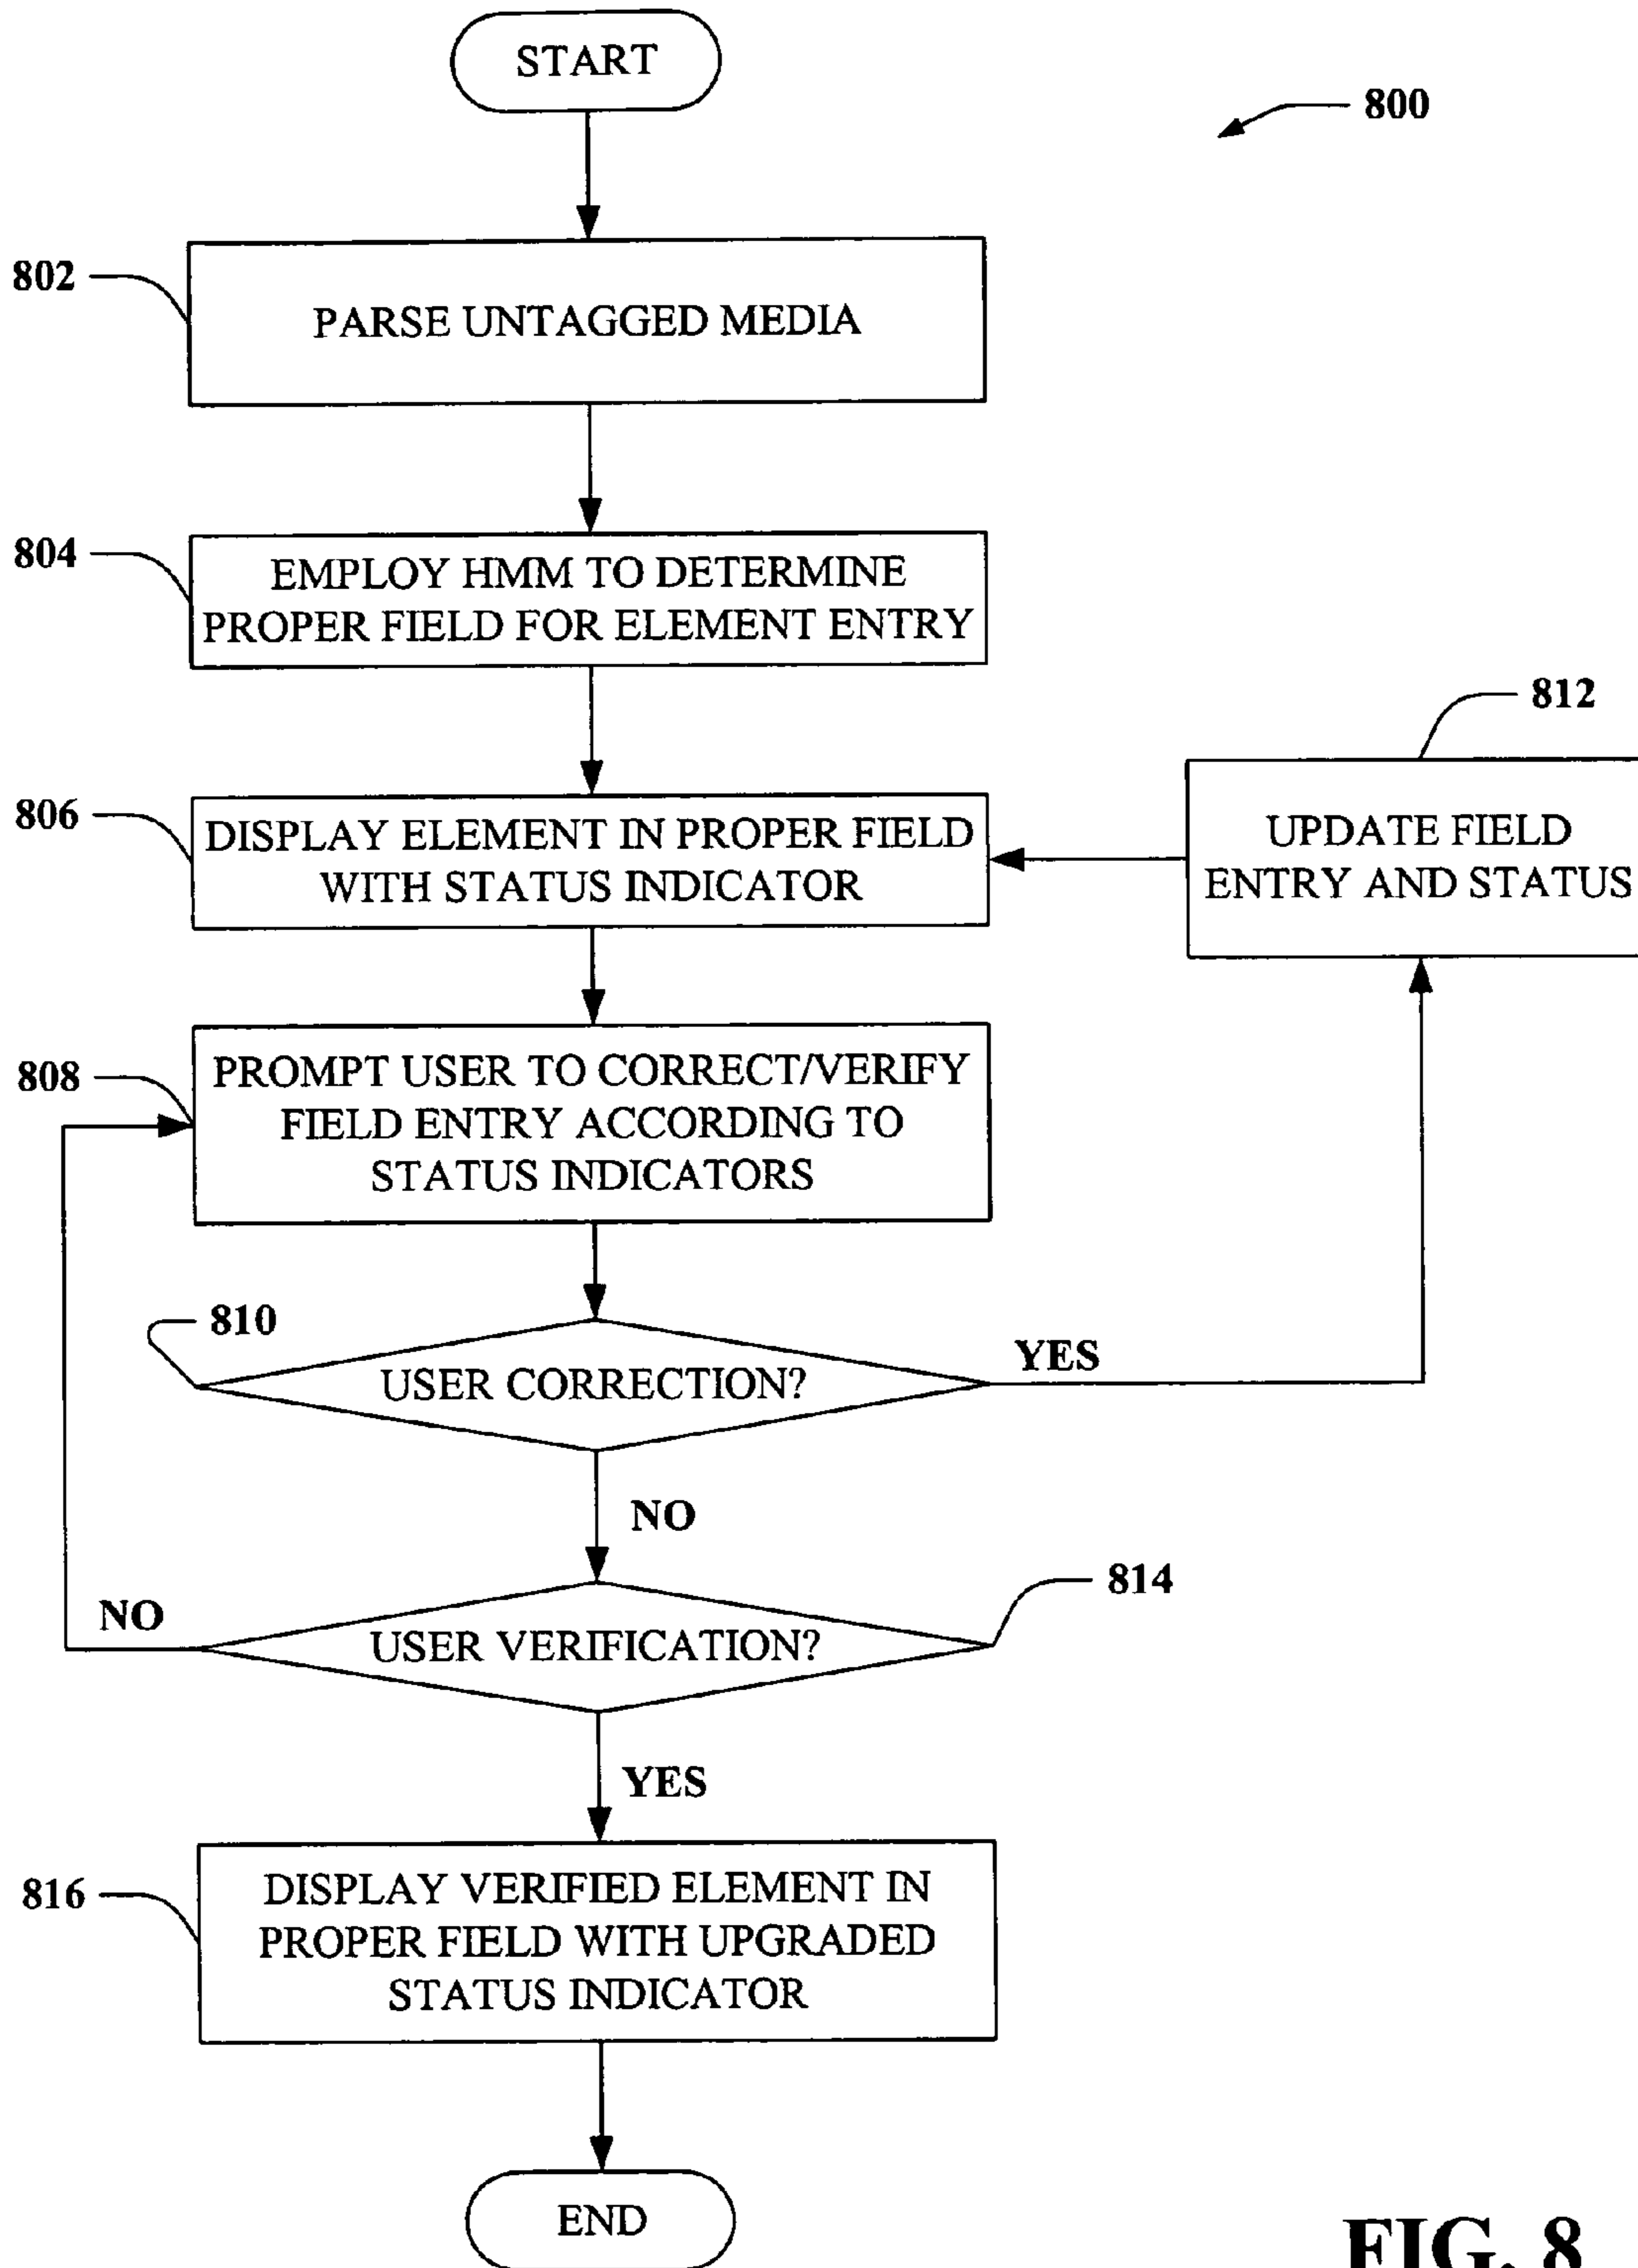 START
800
802
PARSE UNTAGGED MEDIA
804
EMPLOY HMM TO DETERMINE
PROPER FIELD FOR ELEMENT ENTRY
812
806
DISPLAY ELEMENT IN PROPER FIELD
WITH STATUS INDICATOR
UPDATE FIELD
ENTRY AND STATUS
808
PROMPT USER TO CORRECT/VERIFY
FIELD ENTRY ACCORDING TO
STATUS INDICATORS
810
USER CORRECTION?
YES
NO
814
NO
USER VERIFICATION?
YES
816
DISPLAY VERIFIED ELEMENT IN
PROPER FIELD WITH UPGRADED
STATUS INDICATOR
END
FIG. 8